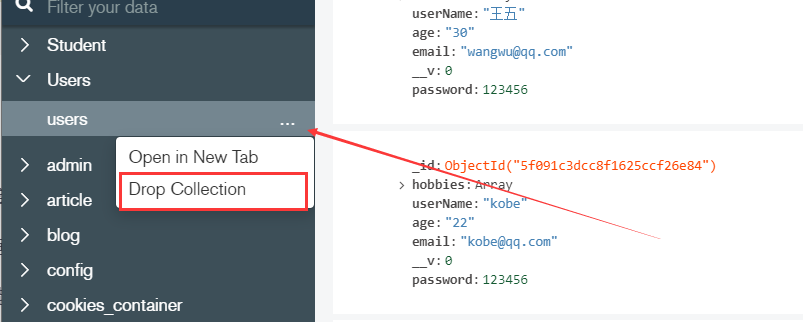 Filter your data
Student
Users
users
...
Open in New Tab
Drop Collection
admin
article
blog
config
cookies_container
userName: "王五"
age: "30"
email: "wangwu@qq.com"
__v: 0
password: 123456
_id: ObjectId("5f091c3dcc8f1625ccf26e84")
hobbies: Array
userName: "kobe"
age: "22"
email: "kobe@qq.com"
__v: 0
password: 123456